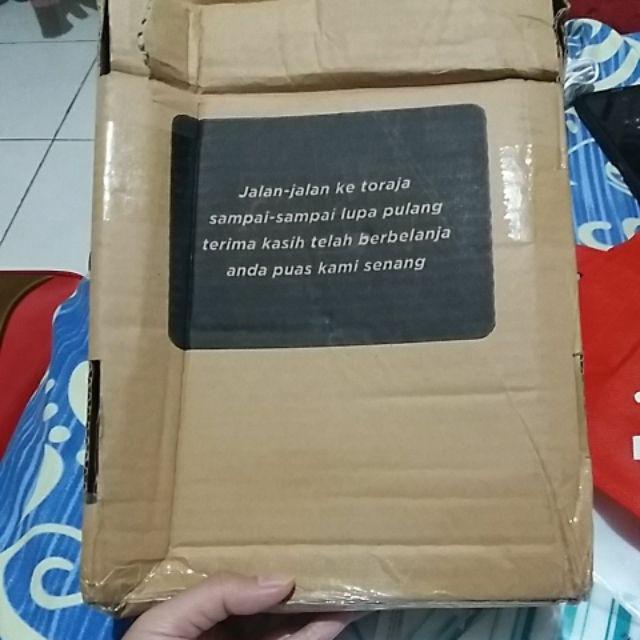 Jalan-jalan ke toraja
sampai-sampai lupa pulang
terima kasih telah berbelanja
anda puas kami senang